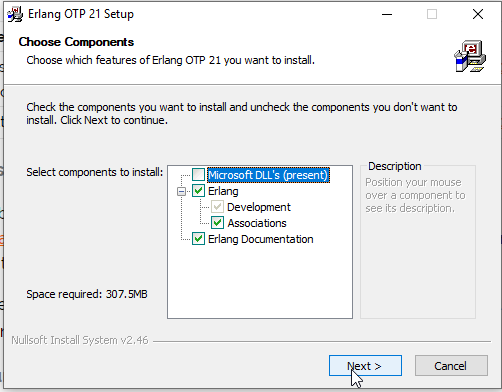 Erlang OTP 21 Setup
Choose Components
Choose which features of Erlang OTP 21 you want to install.
Check the components you want to install and uncheck the components you don't want to
install. Click Next to continue.
Select components to install:
Microsoft DLL's (present)
Erlang
Development
Associations
Erlang Documentation
Description
Position your mouse
over a component to
see its description.
Space required: 307.5MB
Nullsoft Install System v2.46
Next >
Cancel